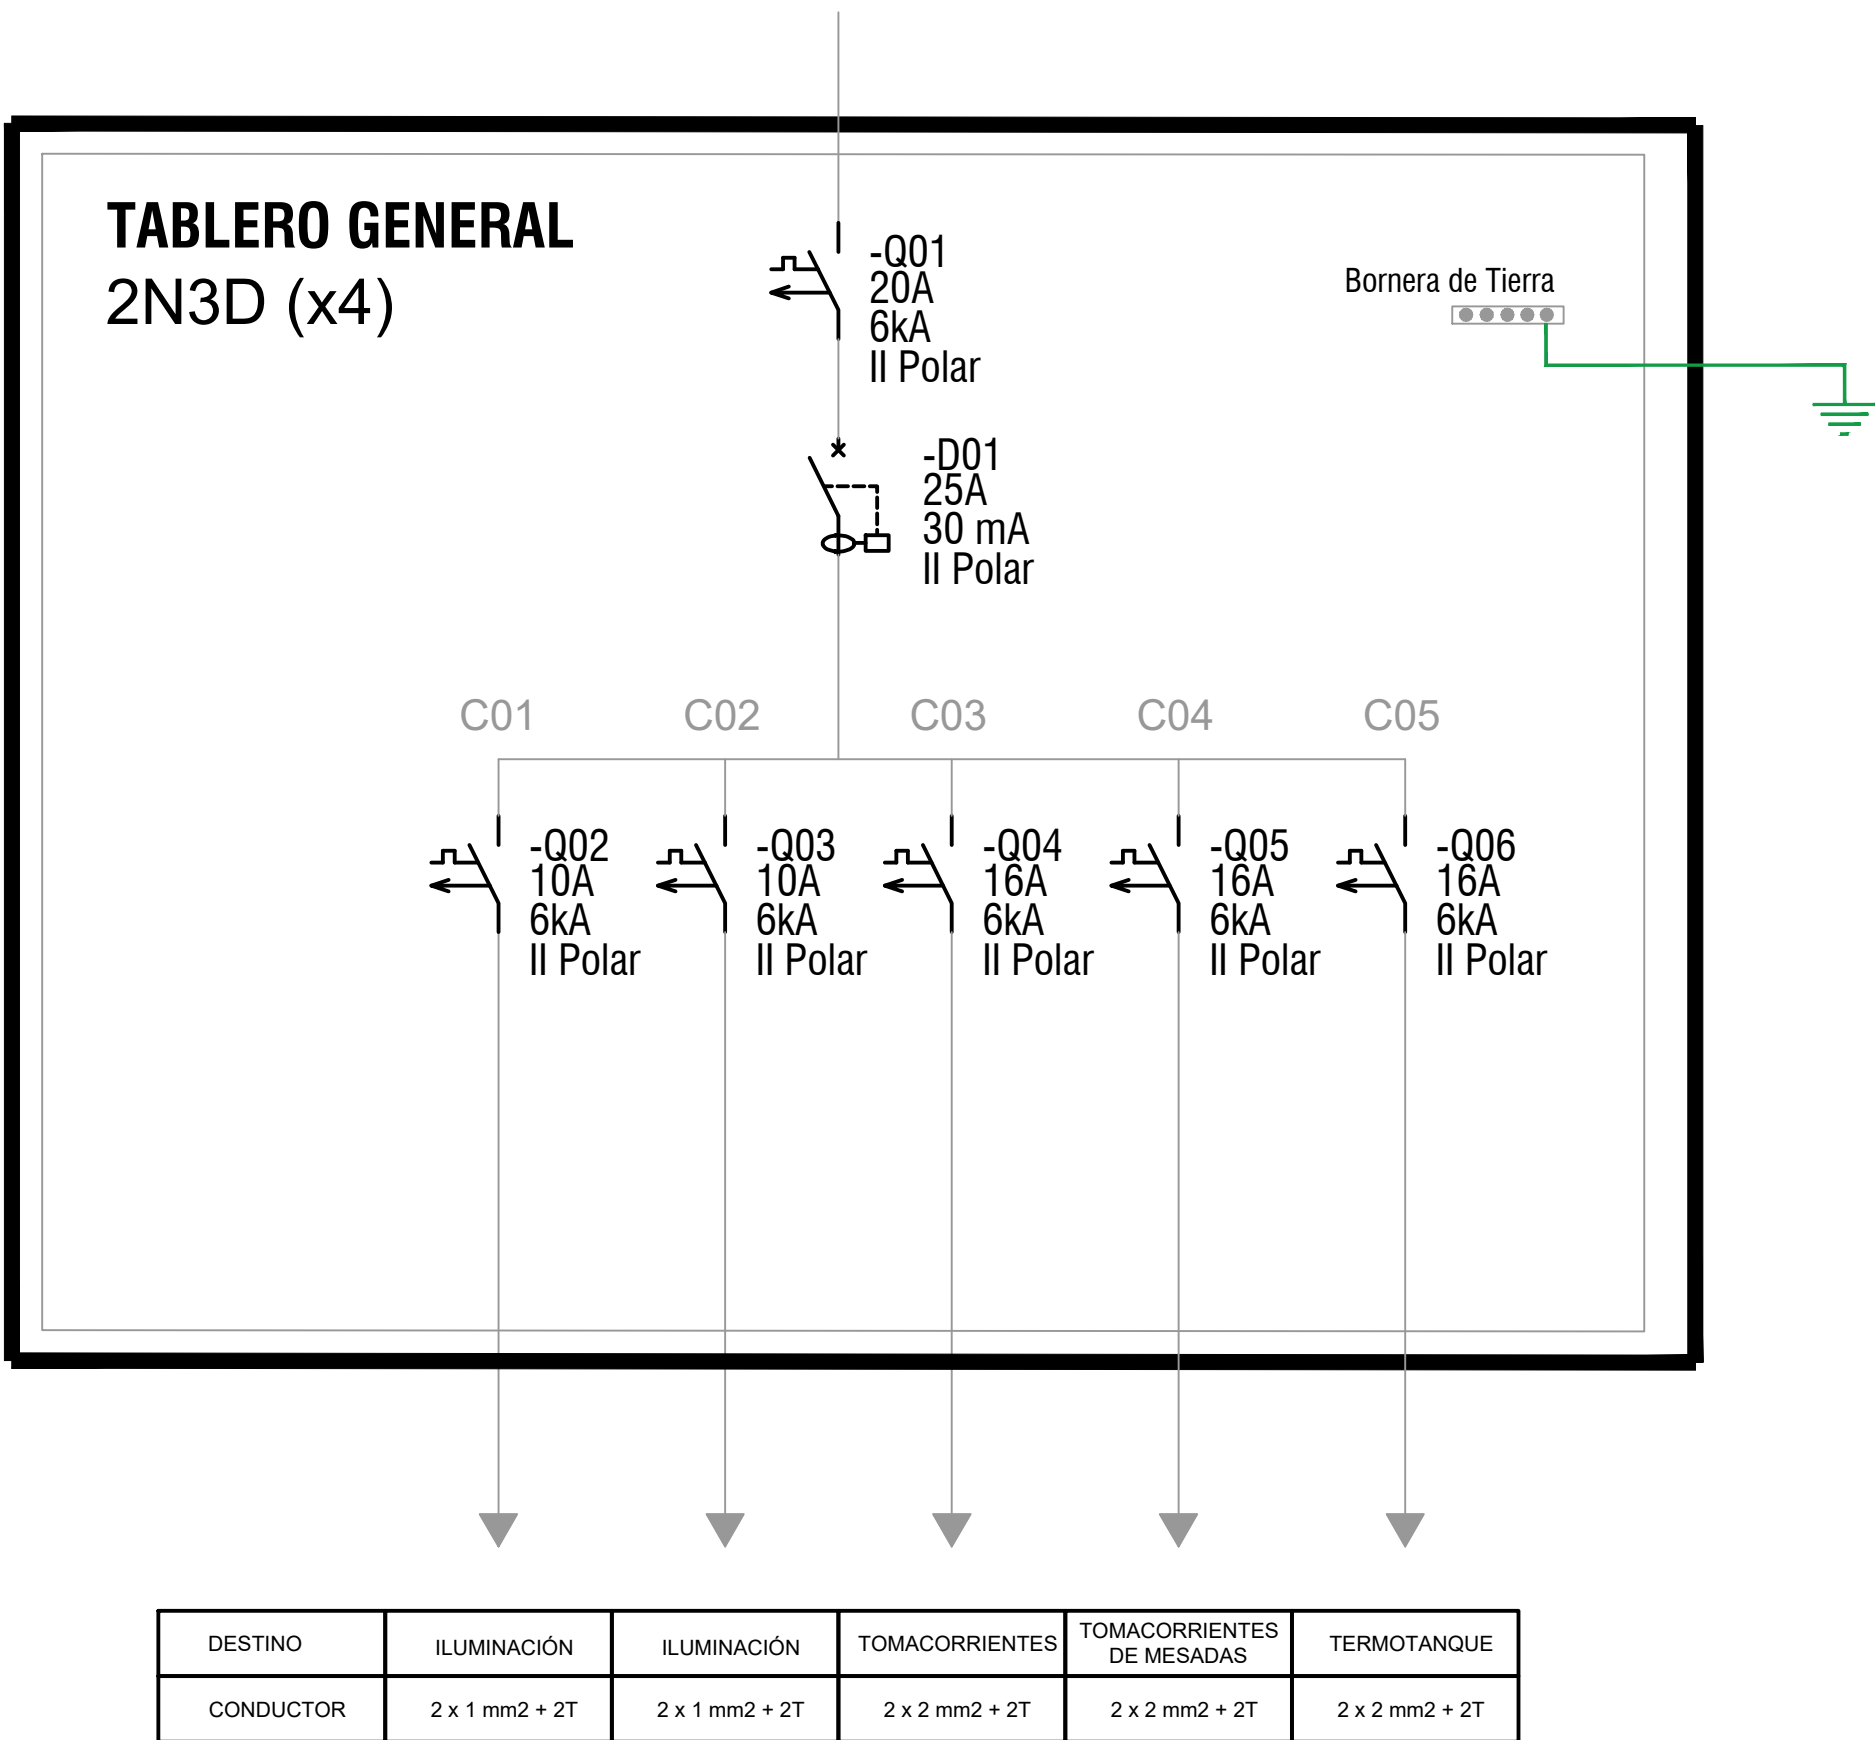 TABLERO GENERAL
2N3D (x4)
-Q01
20A
6kA
II Polar
Bornera de Tierra
-D01
25A
30 mA
II Polar
C01
C02
C03
C04
C05
-Q02
10A
6kA
II Polar
-Q03
10A
6kA
II Polar
-Q04
16A
6kA
II Polar
-Q05
16A
6kA
II Polar
-Q06
16A
6kA
II Polar
DESTINO
ILUMINACIÓN
ILUMINACIÓN
TOMACORRIENTES
TOMACORRIENTES
DE MESADAS
TERMOTANQUE
CONDUCTOR
2 x 1 mm2 + 2T
2 x 1 mm2 + 2T
2 x 2 mm2 + 2T
2 x 2 mm2 + 2T
2 x 2 mm2 + 2T